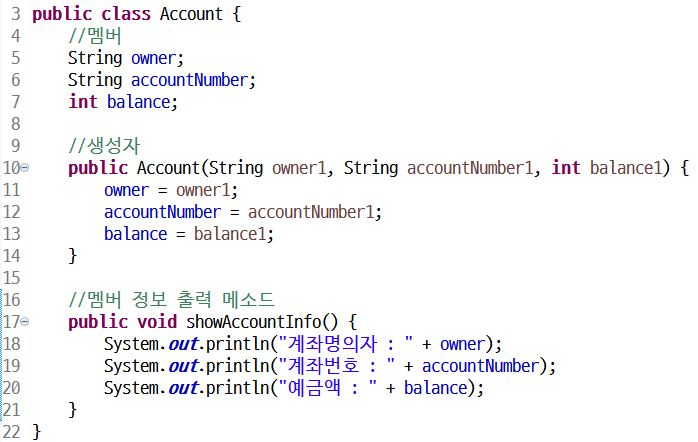 3 public class Account {
4 //멤버
5 String owner;
6 String accountNumber;
7 int balance;
8
9 //생성자
10 public Account(String owner1, String accountNumber1, int balance1) {
11 owner = owner1;
12 accountNumber = accountNumber1;
13 balance = balance1;
14 }
15
16 //멤버 정보 출력 메소드
17 public void showAccountInfo() {
18 System.out.println("계좌명의자 : " + owner);
19 System.out.println("계좌번호 : " + accountNumber);
20 System.out.println("예금액 : " + balance);
21 }
22 }